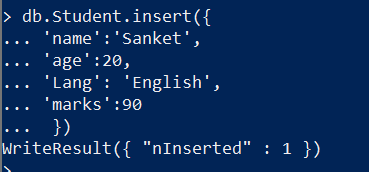 > db.Student.insert({
... 'name':'Sanket',
... 'age':20,
... 'Lang': 'English',
... 'marks':90
...  })
WriteResult({ "nInserted" : 1 })
>